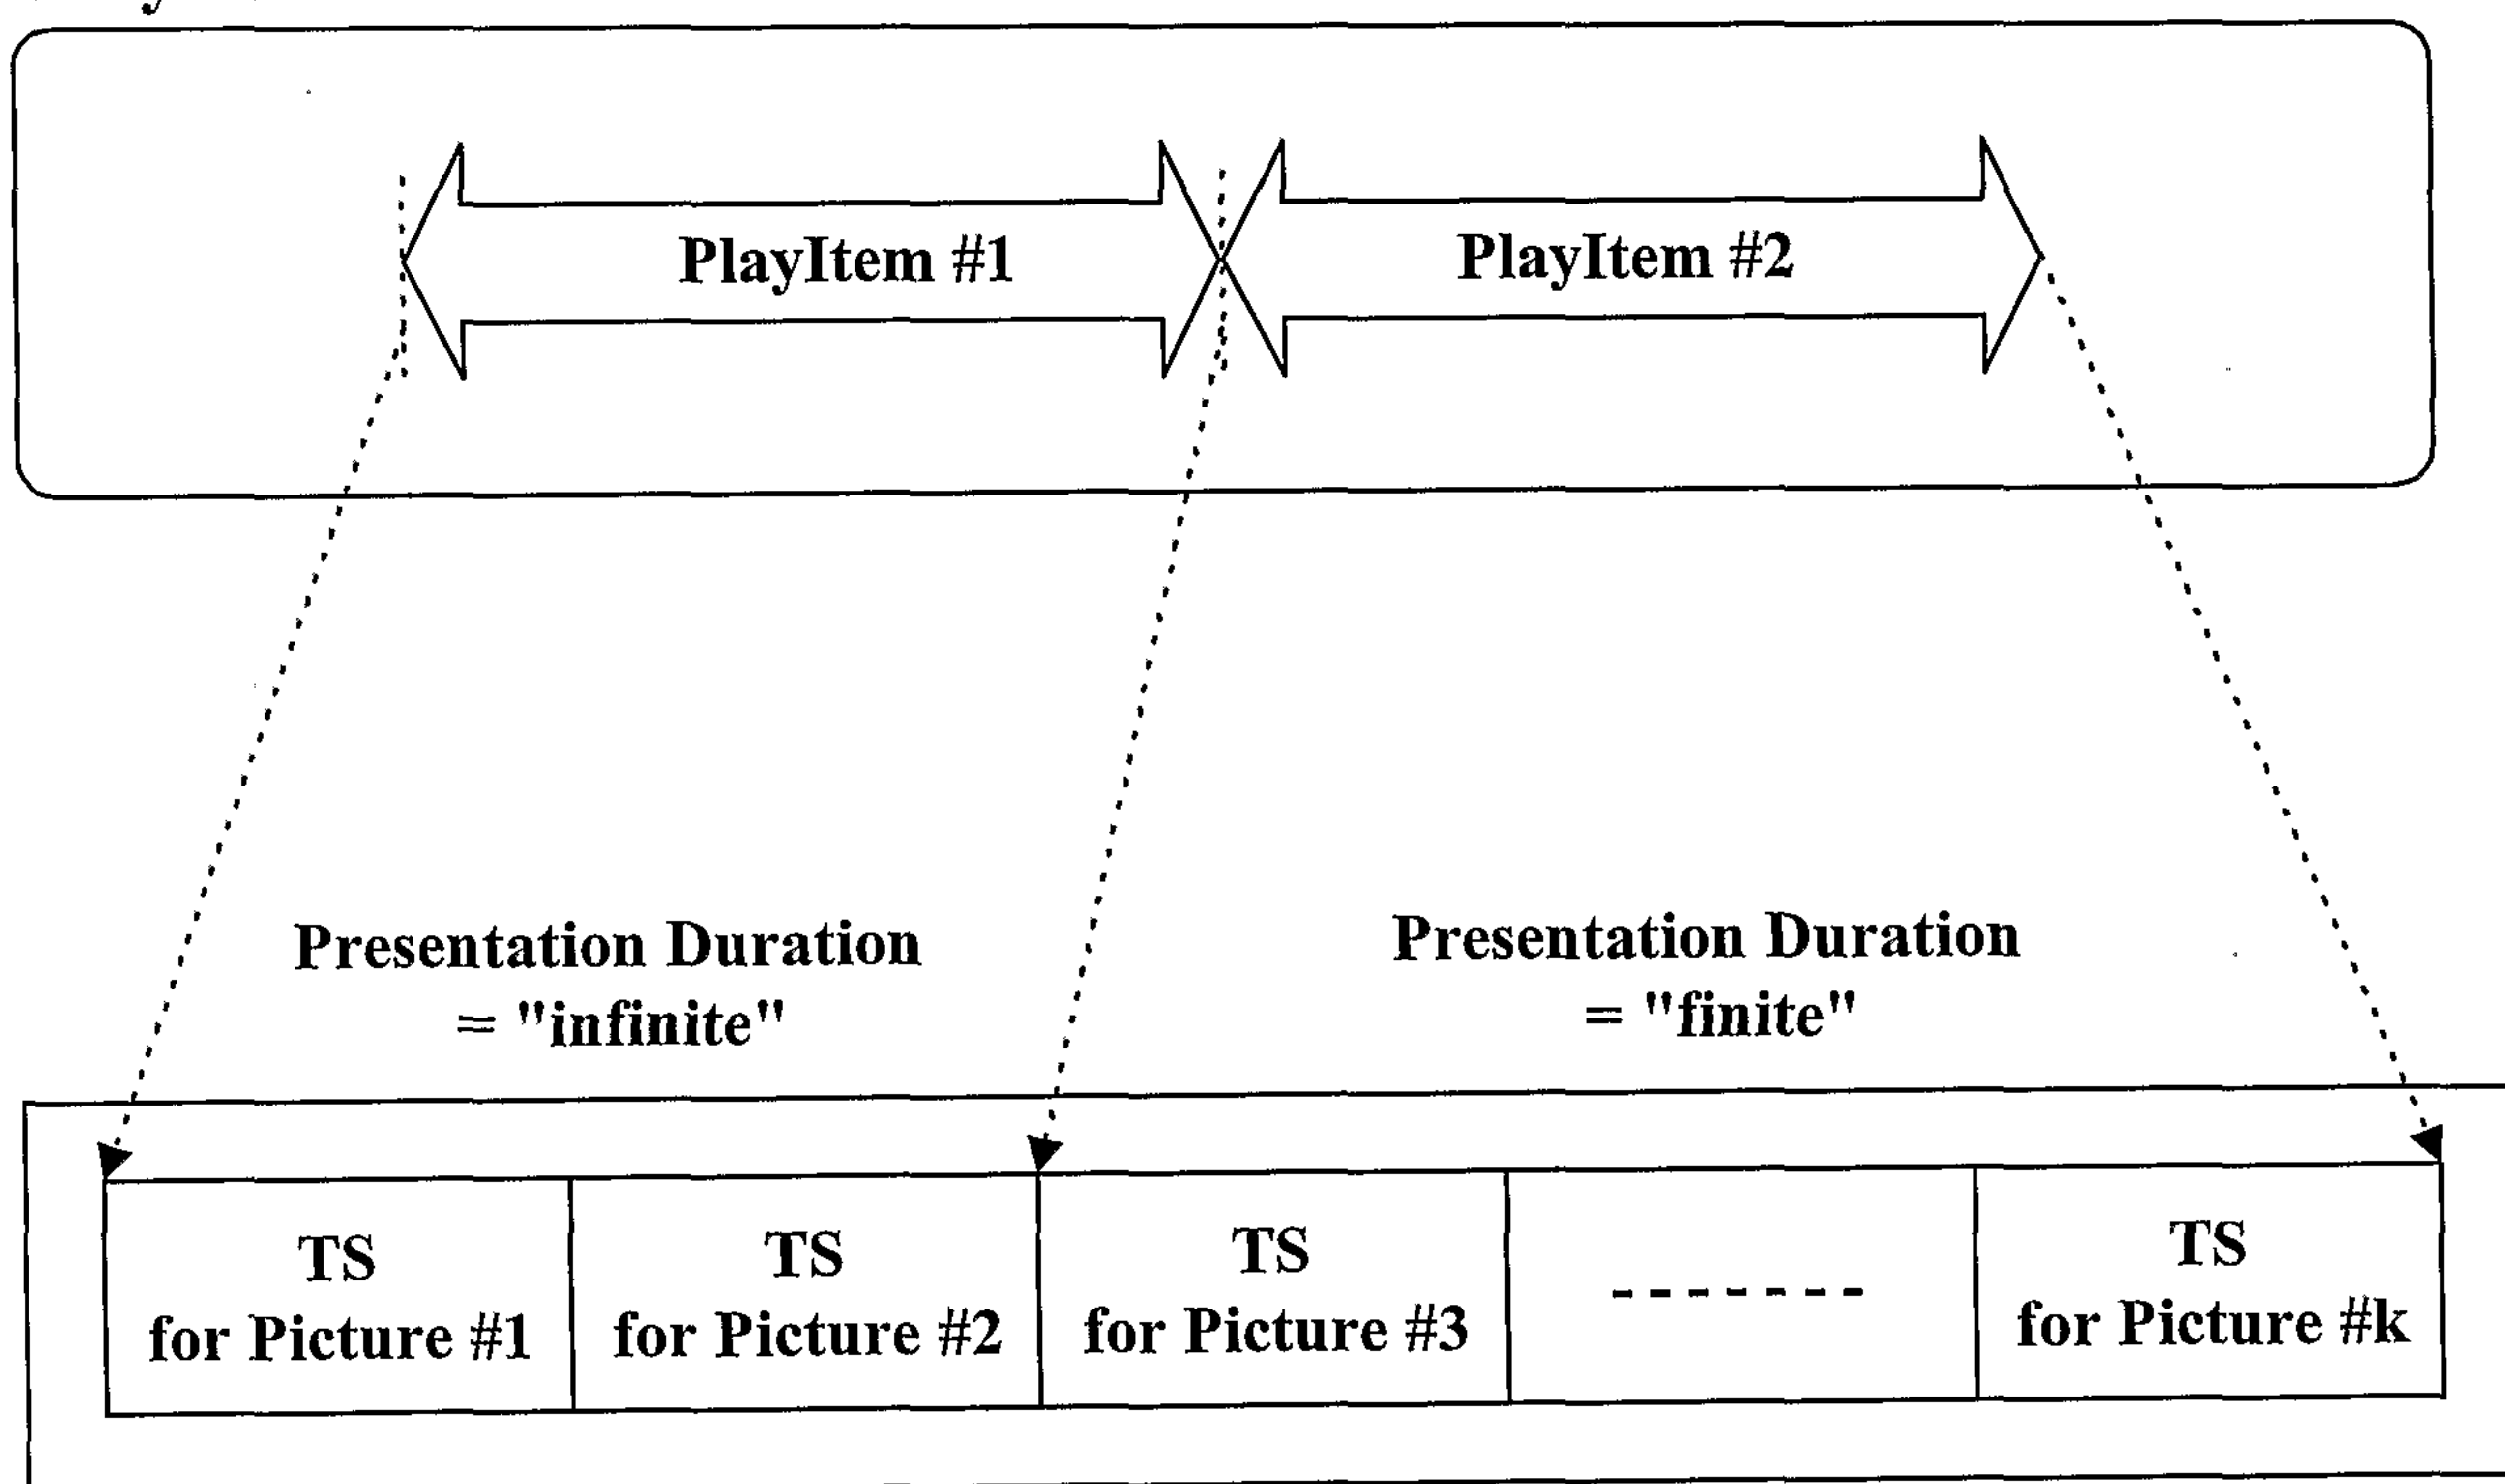 PlayItem #1
PlayItem #2
Presentation Duration
= "infinite"
Presentation Duration
= "finite"
TS
for Picture #1
TS
for Picture #2
TS
for Picture #3
-------
TS
for Picture #k